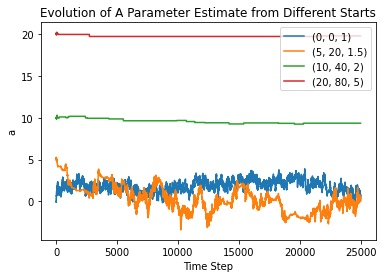 Evolution of A Parameter Estimate from Different Starts
(0, 0, 1)
(5, 20, 1.5)
(10, 40, 2)
(20, 80, 5)
a
20
15
10
5
0
0 5000 10000 15000 20000 25000
Time Step